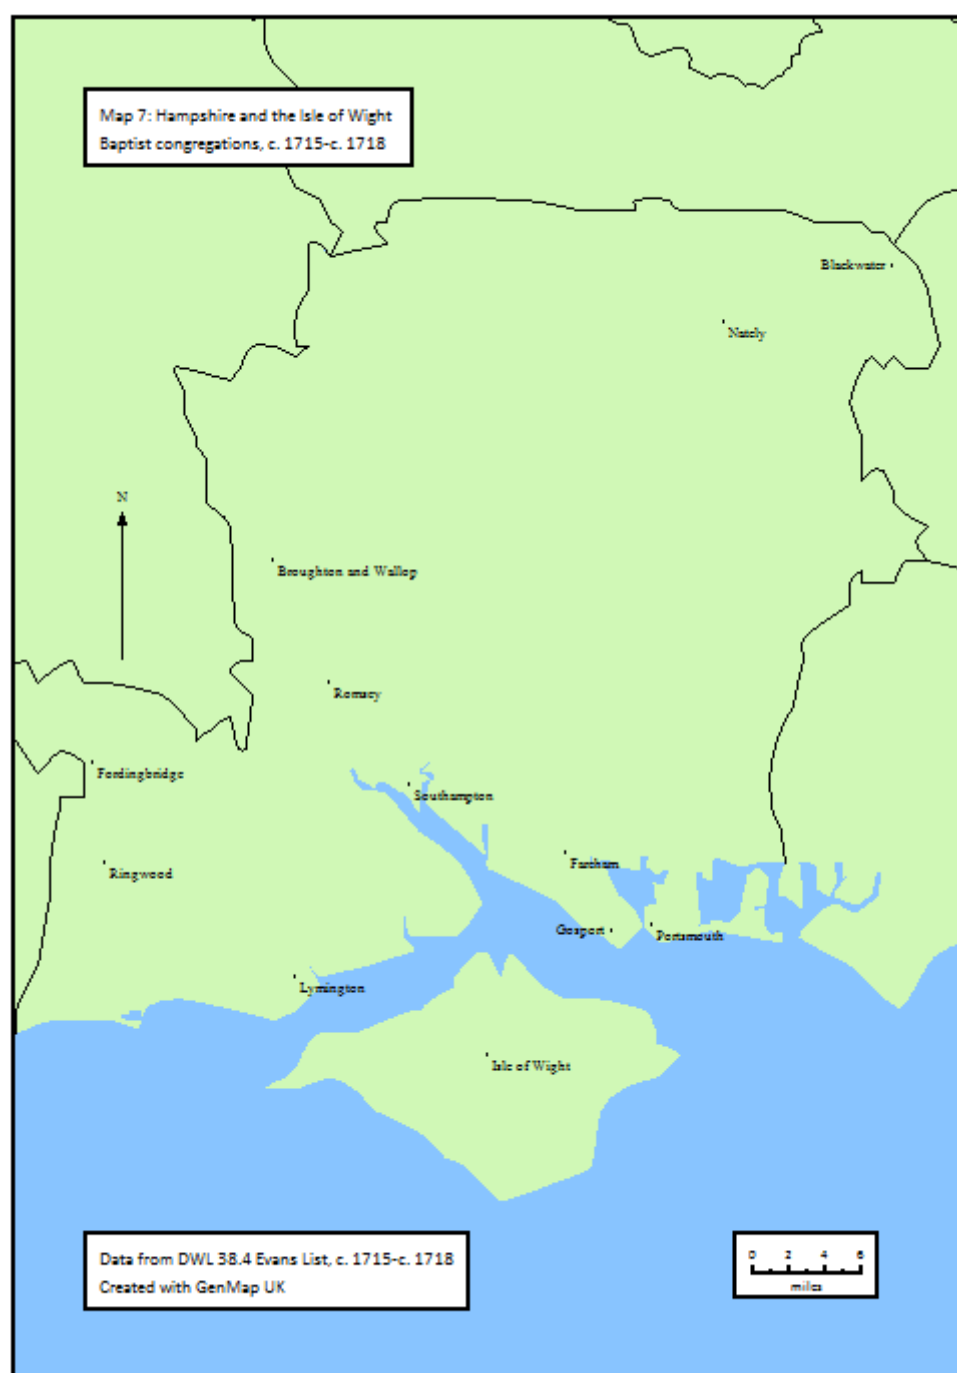 Map 7: Hampshire and the Isle of Wight
Baptist congregations, c. 1715-c. 1718
Blackwater
Nately
N
Broughton and Wallop
Romsey
Fordingbridge
Southampton
Fareham
Ringwood
Gosport
Portsmouth
Lymington
Isle of Wight
Data from DWL 38.4 Evans List, c. 1715-c. 1718
Created with GenMap UK
0 2 4 6
miles